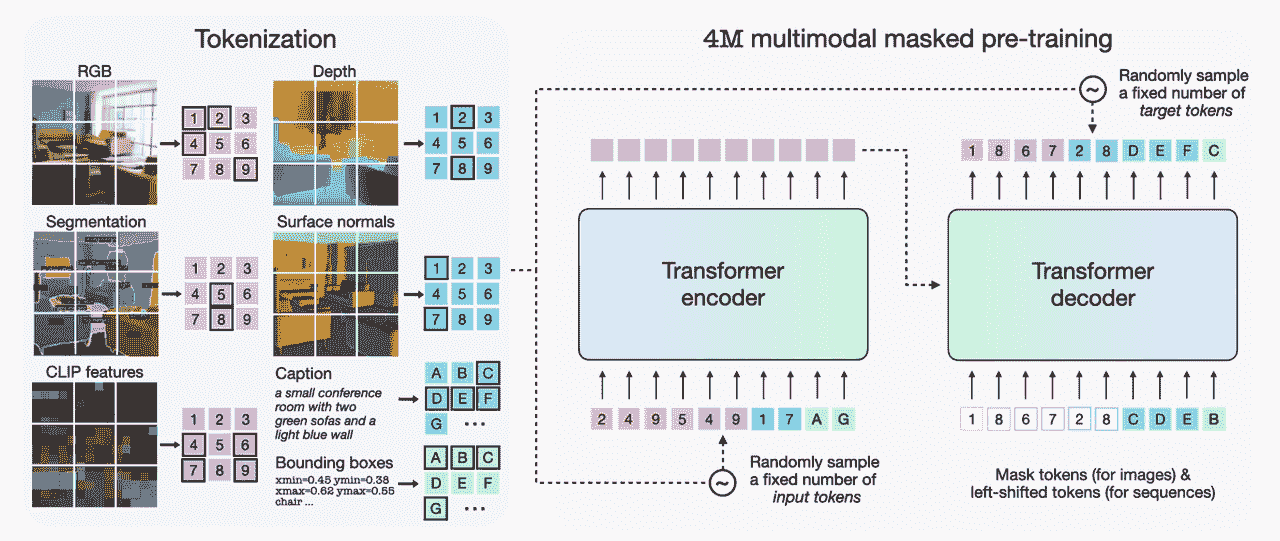 Tokenization
RGB
1 2 3
4 5 6
7 8 9
Depth
1 2 3
4 5 6
7 8 9
Segmentation
1 2 3
4 5 6
7 8 9
Surface normals
1 2 3
4 5 6
7 8 9
CLIP features
1 2 3
4 5 6
7 8 9
Caption
a small conference
room with two
green sofas and a
light blue wall
A B C
D E F
G ...
Bounding boxes
xmin=0.45 ymin=0.38
xmax=0.62 ymax=0.55
chair ...
A B C
D E F
G ...
4M multimodal masked pre-training
Transformer
encoder
2 4 9 5 4 9 1 7 A G
~
Randomly sample
a fixed number of
input tokens
~
Randomly sample
a fixed number of
target tokens
1 8 6 7 2 8 D E F C
Transformer
decoder
1 8 6 7 2 8 C D E B
Mask tokens (for images) &
left-shifted tokens (for sequences)